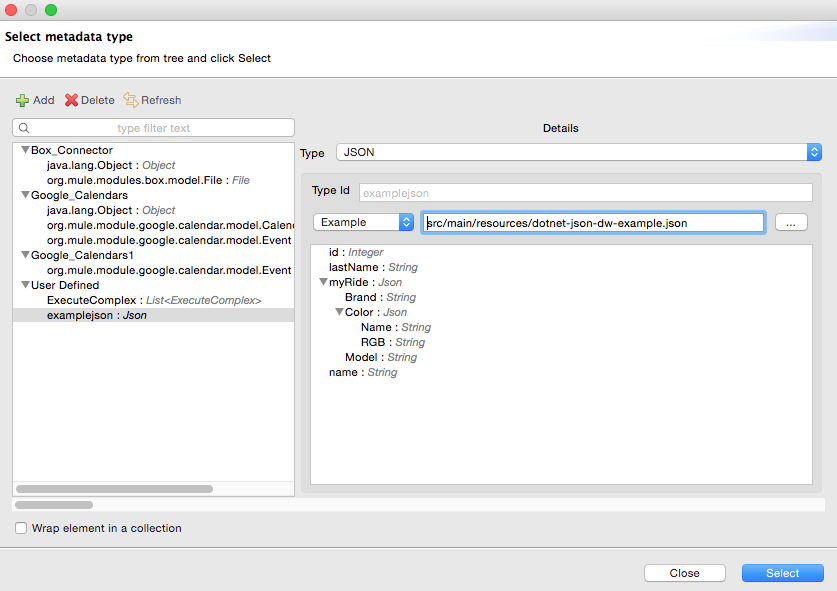 Select metadata type
Choose metadata type from tree and click Select
Add Delete Refresh
type filter text
Box_Connector
java.lang.Object : Object
org.mule.modules.box.model.File : File
Google_Calendars
java.lang.Object : Object
org.mule.module.google.calendar.model.Calen
org.mule.module.google.calendar.model.Event
Google_Calendars1
org.mule.module.google.calendar.model.Event
User Defined
ExecuteComplex : List<ExecuteComplex>
examplejson : Json
Details
Type JSON
Type Id examplejson
Example src/main/resources/dotnet-json-dw-example.json ...
id : Integer
lastName : String
myRide : Json
Brand : String
Color : Json
Name : String
RGB : String
Model : String
name : String
Wrap element in a collection
Close Select